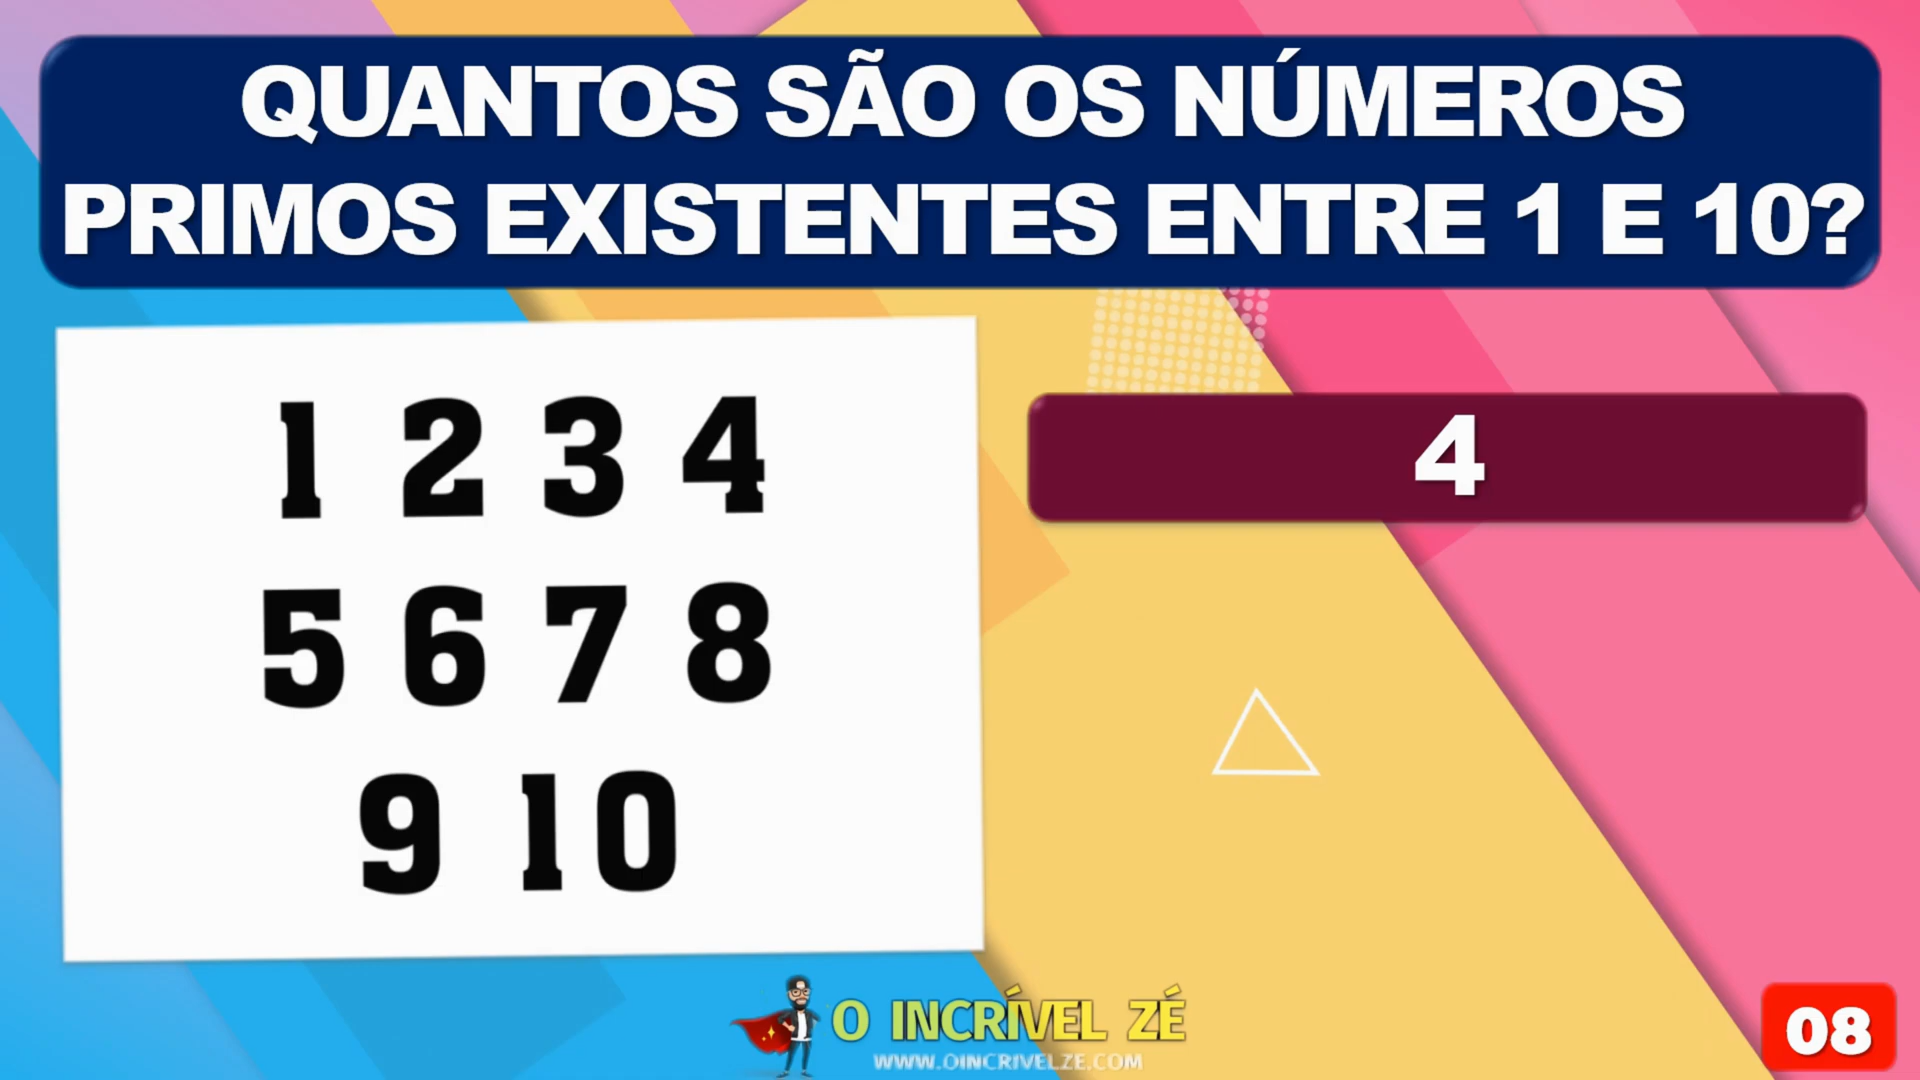 QUANTOS SÃO OS NÚMEROS
PRIMOS EXISTENTES ENTRE 1 E 10?
1 2 3 4
5 6 7 8
9 10
4
O INCRÍVEL ZÉ
WWW.OINCRIVELZE.COM
08